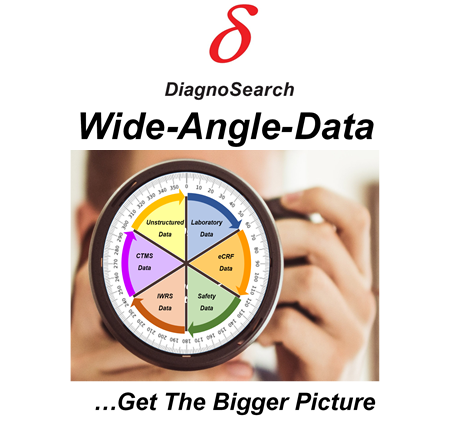 δ
DiagnoSearch
Wide-Angle-Data
350 0 10 20 30 40 50 60 70 80 90 100 110 120 130 140 150 160 170 180 190 200 210 220 230 240 250 260 270 280 290 300 310 320 330 340
Unstructured
Data
Laboratory
Data
CTMS
Data
eCRF
Data
IWRS
Data
Safety
Data
...Get The Bigger Picture